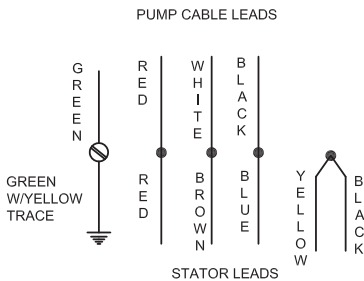 PUMP CABLE LEADS
GREEN
RED
WHITE
BLACK
GREEN
W/YELLOW
TRACE
RED
BROWN
BLUE
YELLOW
BLACK
STATOR LEADS